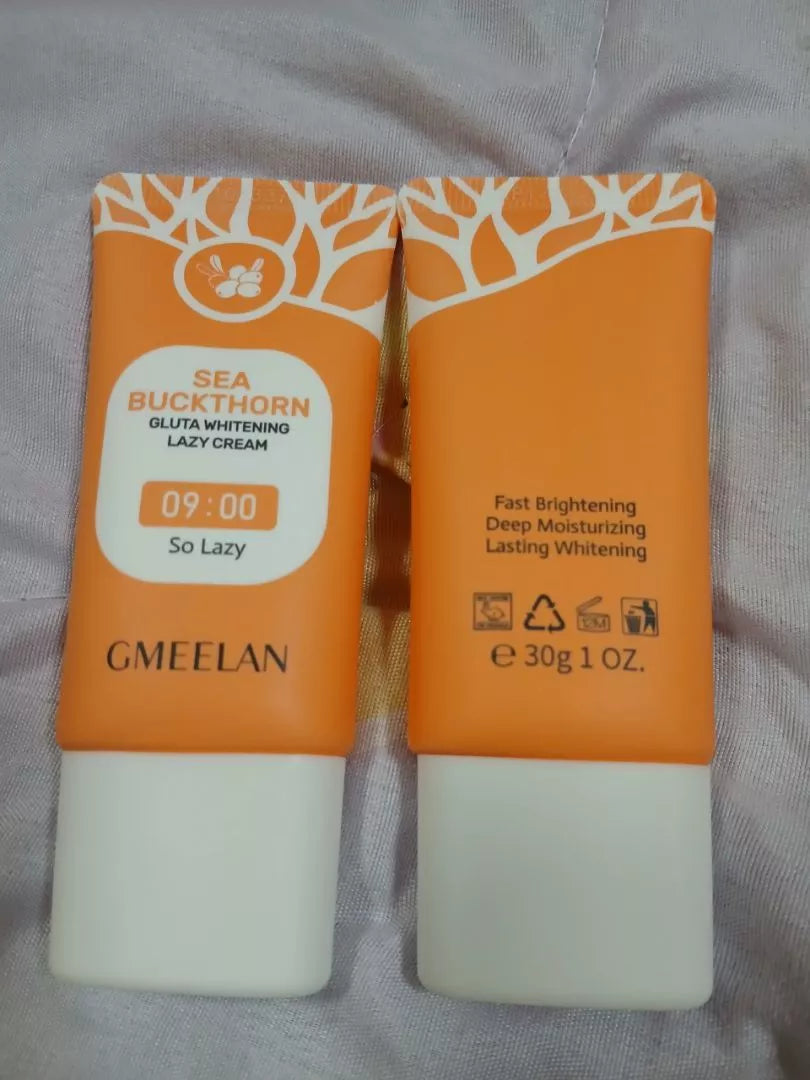 SEA
BUCKTHORN
GLUTA WHITENING
LAZY CREAM
09:00
So Lazy
GMEELAN
Fast Brightening
Deep Moisturizing
Lasting Whitening
12M
℮ 30g 1 OZ.